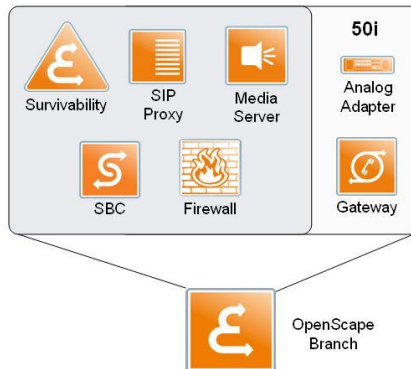 50i
Survivability
SIP
Proxy
Media
Server
Analog
Adapter
SBC
Firewall
Gateway
OpenScape
Branch